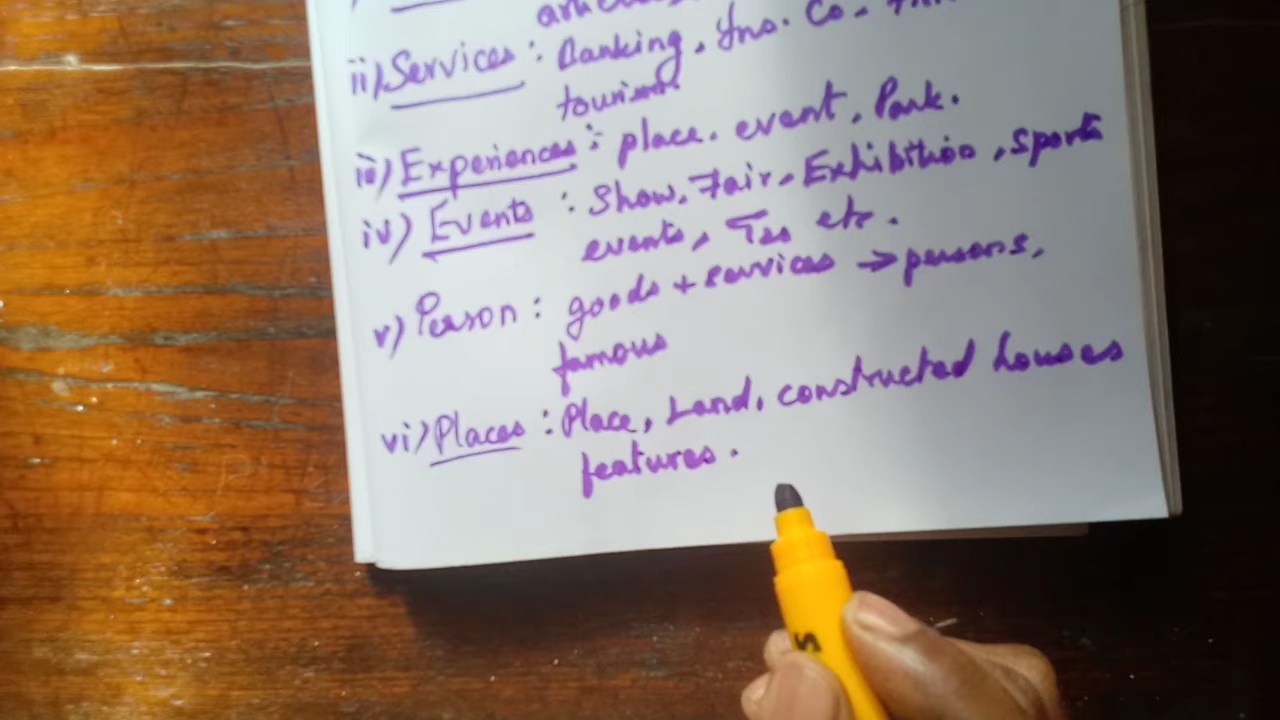 ii) Services : Banking, Ins. Co.
tourism
iii) Experiences : place, event, Park.
iv) Events : Show, Fair, Exhibition, sports
events, etc.
v) Person : goods + services → persons,
famous
vi) Places : Place, Land, constructed houses
features.
S